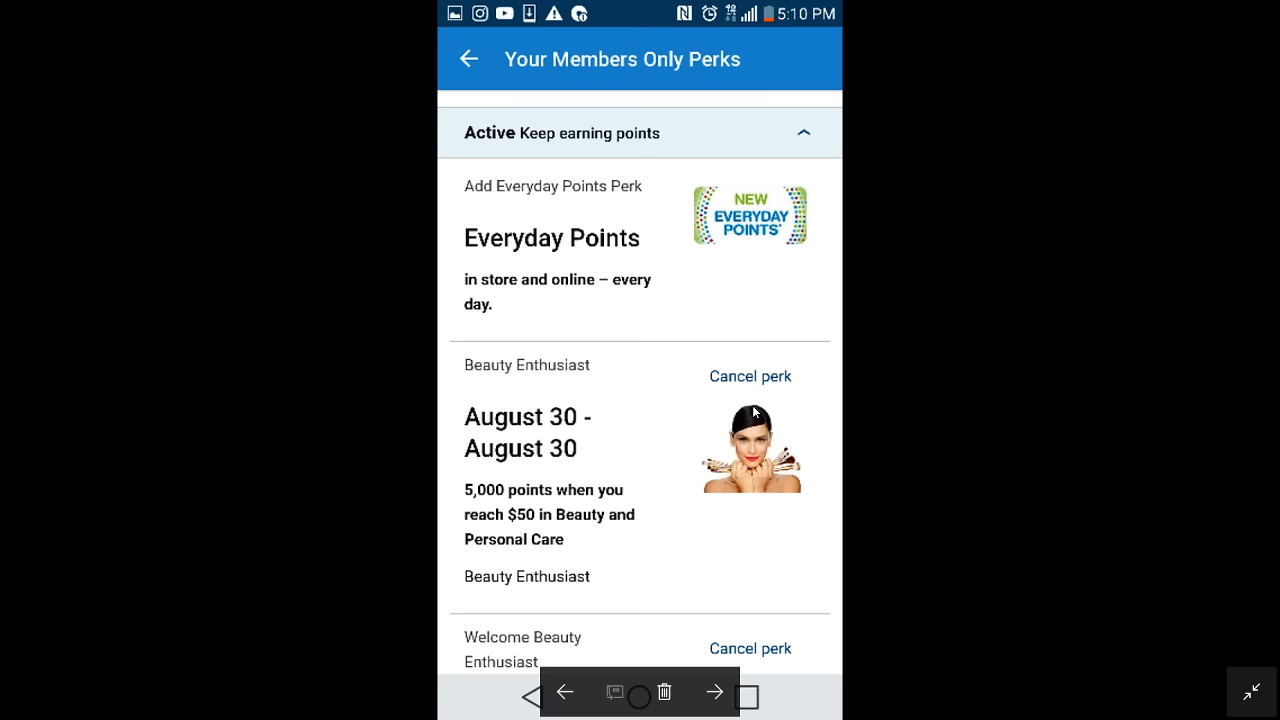 5:10 PM
Your Members Only Perks
Active Keep earning points
Add Everyday Points Perk
NEW
EVERYDAY
POINTS
Everyday Points
in store and online – every
day.
Beauty Enthusiast
Cancel perk
August 30 -
August 30
5,000 points when you
reach $50 in Beauty and
Personal Care
Beauty Enthusiast
Welcome Beauty
Enthusiast
Cancel perk